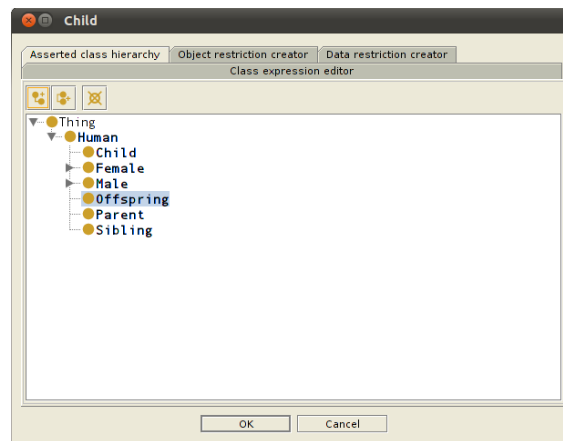 Child
Asserted class hierarchy Object restriction creator Data restriction creator
Class expression editor
Thing
Human
Child
Female
Male
Offspring
Parent
Sibling
OK Cancel